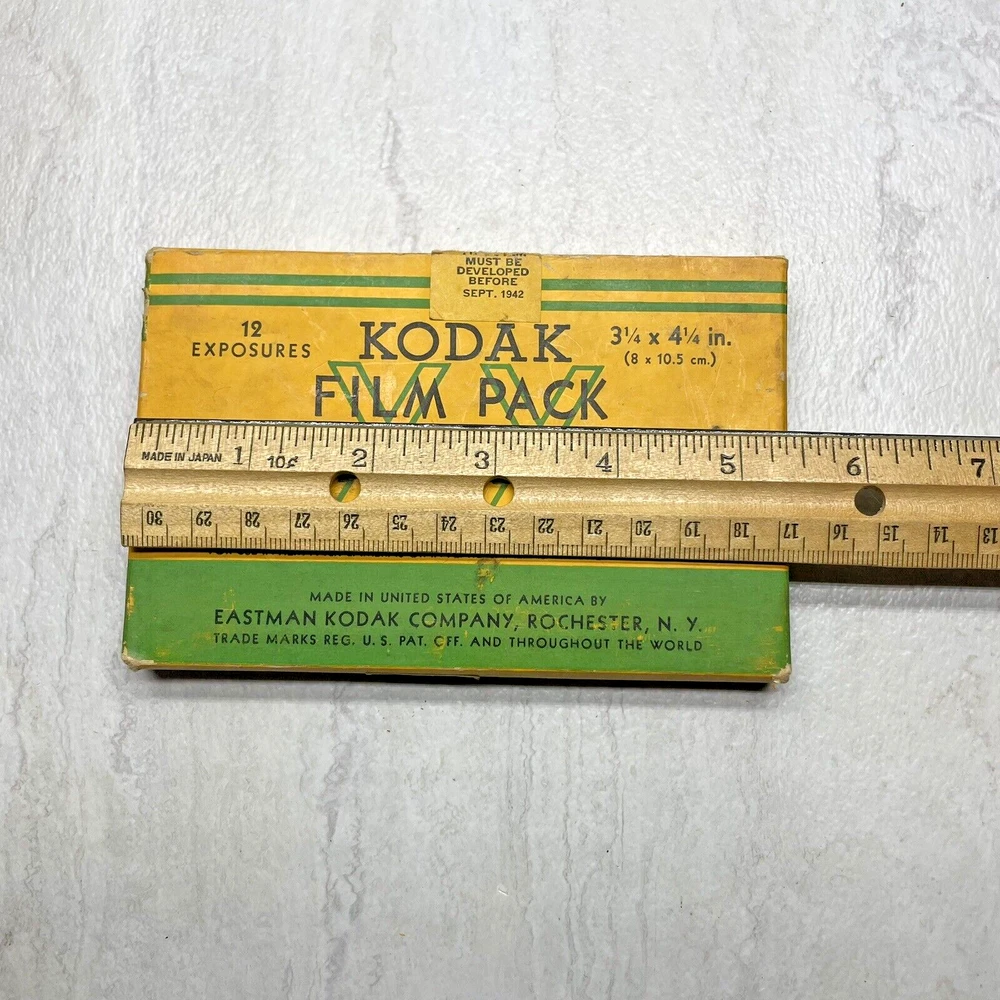 MUST BE
DEVELOPED
BEFORE
SEPT. 1942
12
EXPOSURES
KODAK
FILM PACK
V V
3¼ x 4¼ in.
(8 x 10.5 cm.)
MADE IN JAPAN 1 10¢ 2 3 4 5 6 7
30 29 28 27 26 25 24 23 22 21 20 19 18 17 16 15 14 13
MADE IN UNITED STATES OF AMERICA BY
EASTMAN KODAK COMPANY, ROCHESTER, N. Y.
TRADE MARKS REG. U. S. PAT. OFF. AND THROUGHOUT THE WORLD